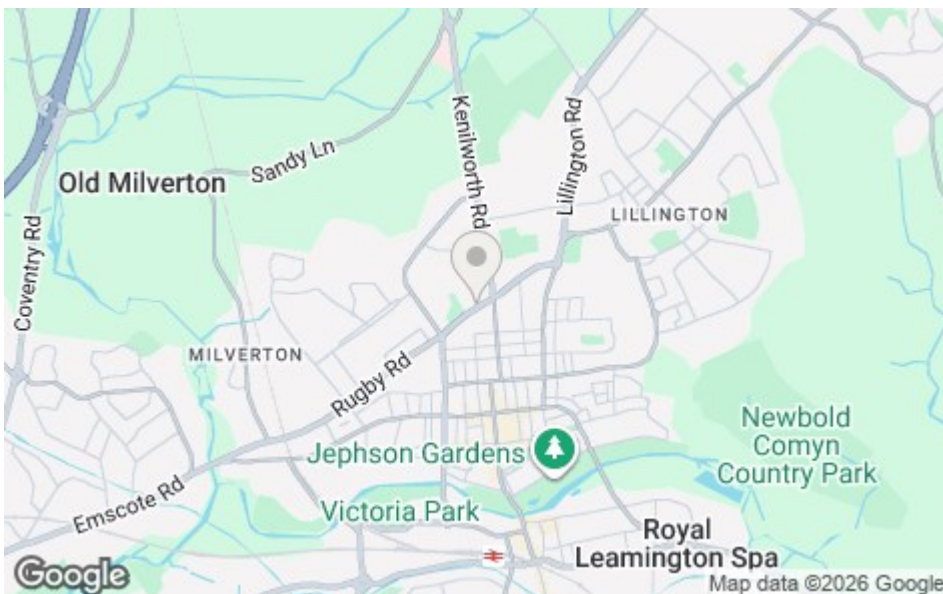 Kenilworth Rd
Lillington Rd
Sandy Ln
Old Milverton
LILLINGTON
Coventry Rd
MILVERTON
Rugby Rd
Newbold
Comyn
Country Park
Jephson Gardens
Emscote Rd
Victoria Park
Royal
Leamington Spa
Google
Map data ©2026 Google